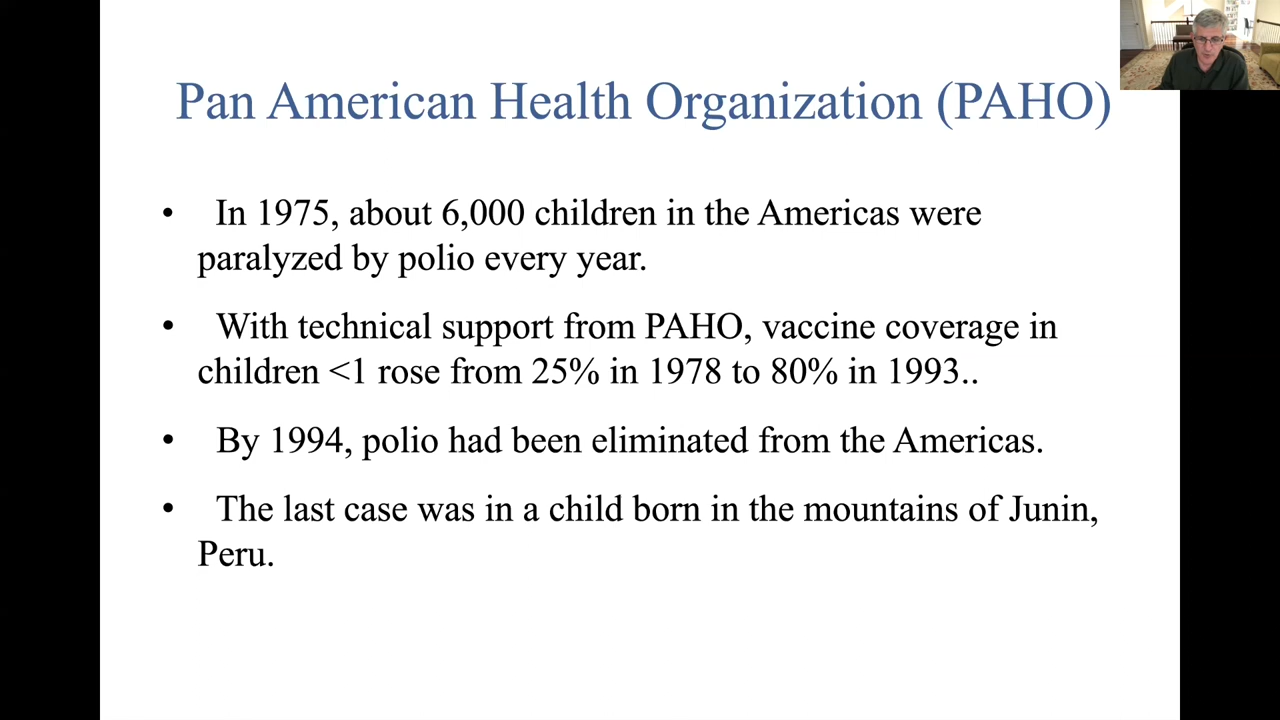 Pan American Health Organization (PAHO)
• In 1975, about 6,000 children in the Americas were
paralyzed by polio every year.
• With technical support from PAHO, vaccine coverage in
children <1 rose from 25% in 1978 to 80% in 1993..
• By 1994, polio had been eliminated from the Americas.
• The last case was in a child born in the mountains of Junin,
Peru.